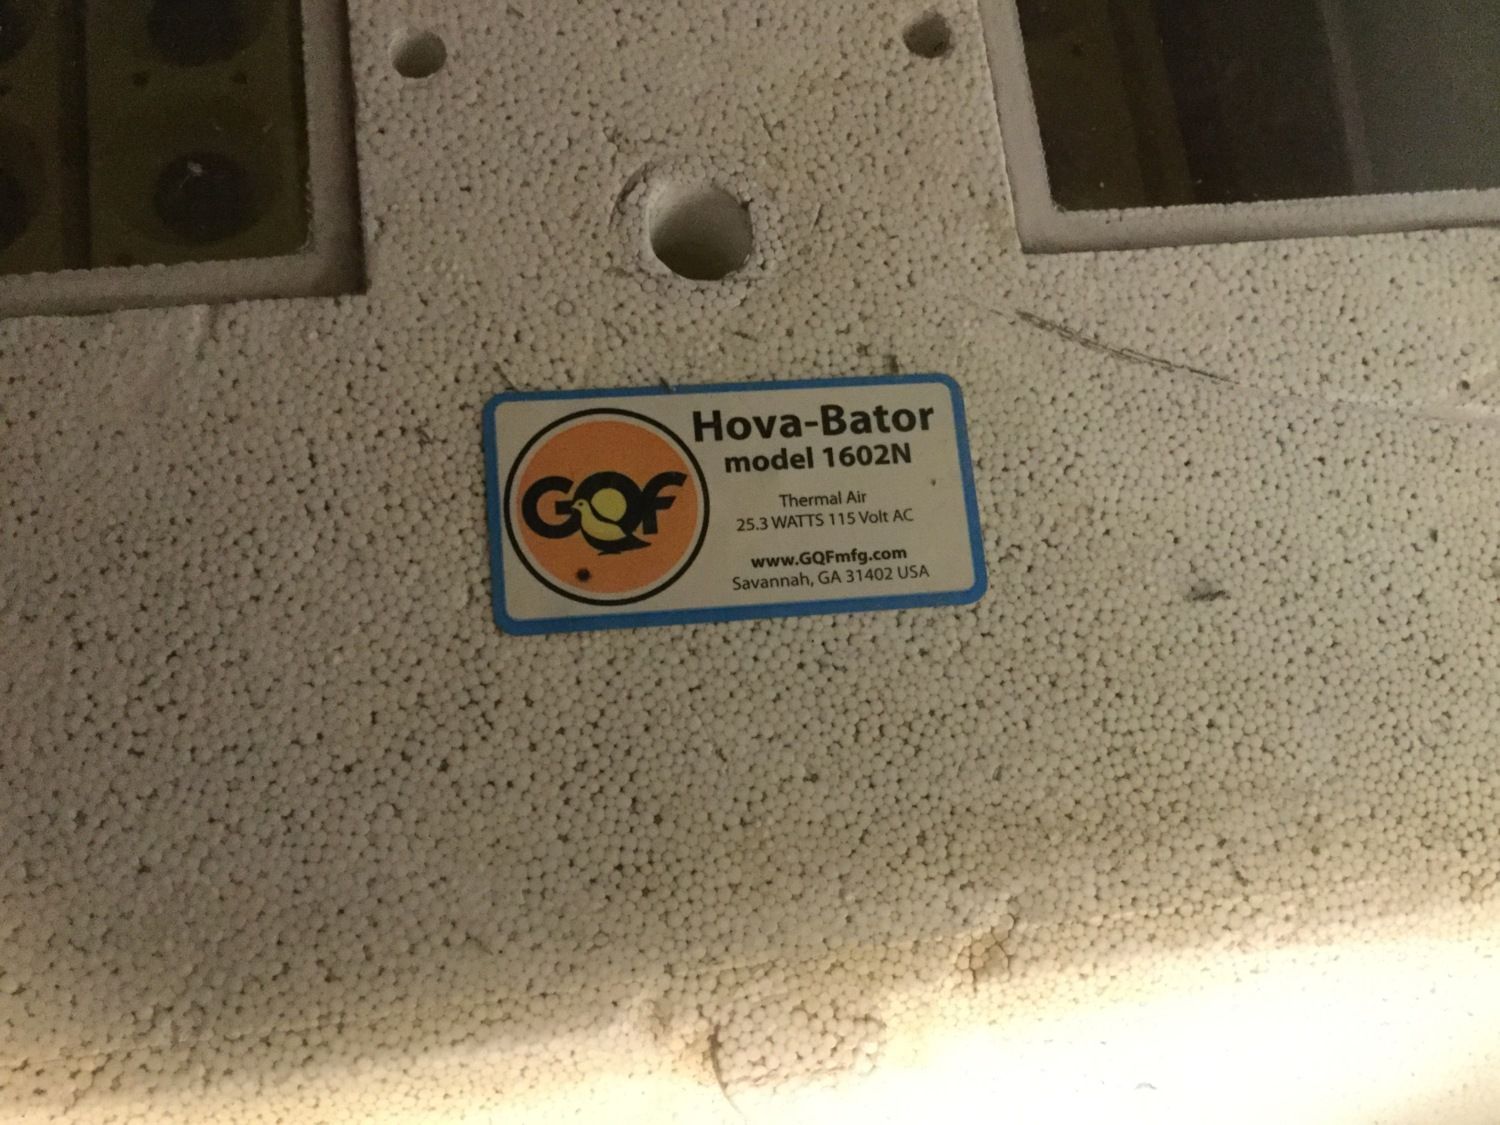 GQF
Hova-Bator
model 1602N
Thermal Air
25.3 WATTS 115 Volt AC
www.GQFmfg.com
Savannah, GA 31402 USA